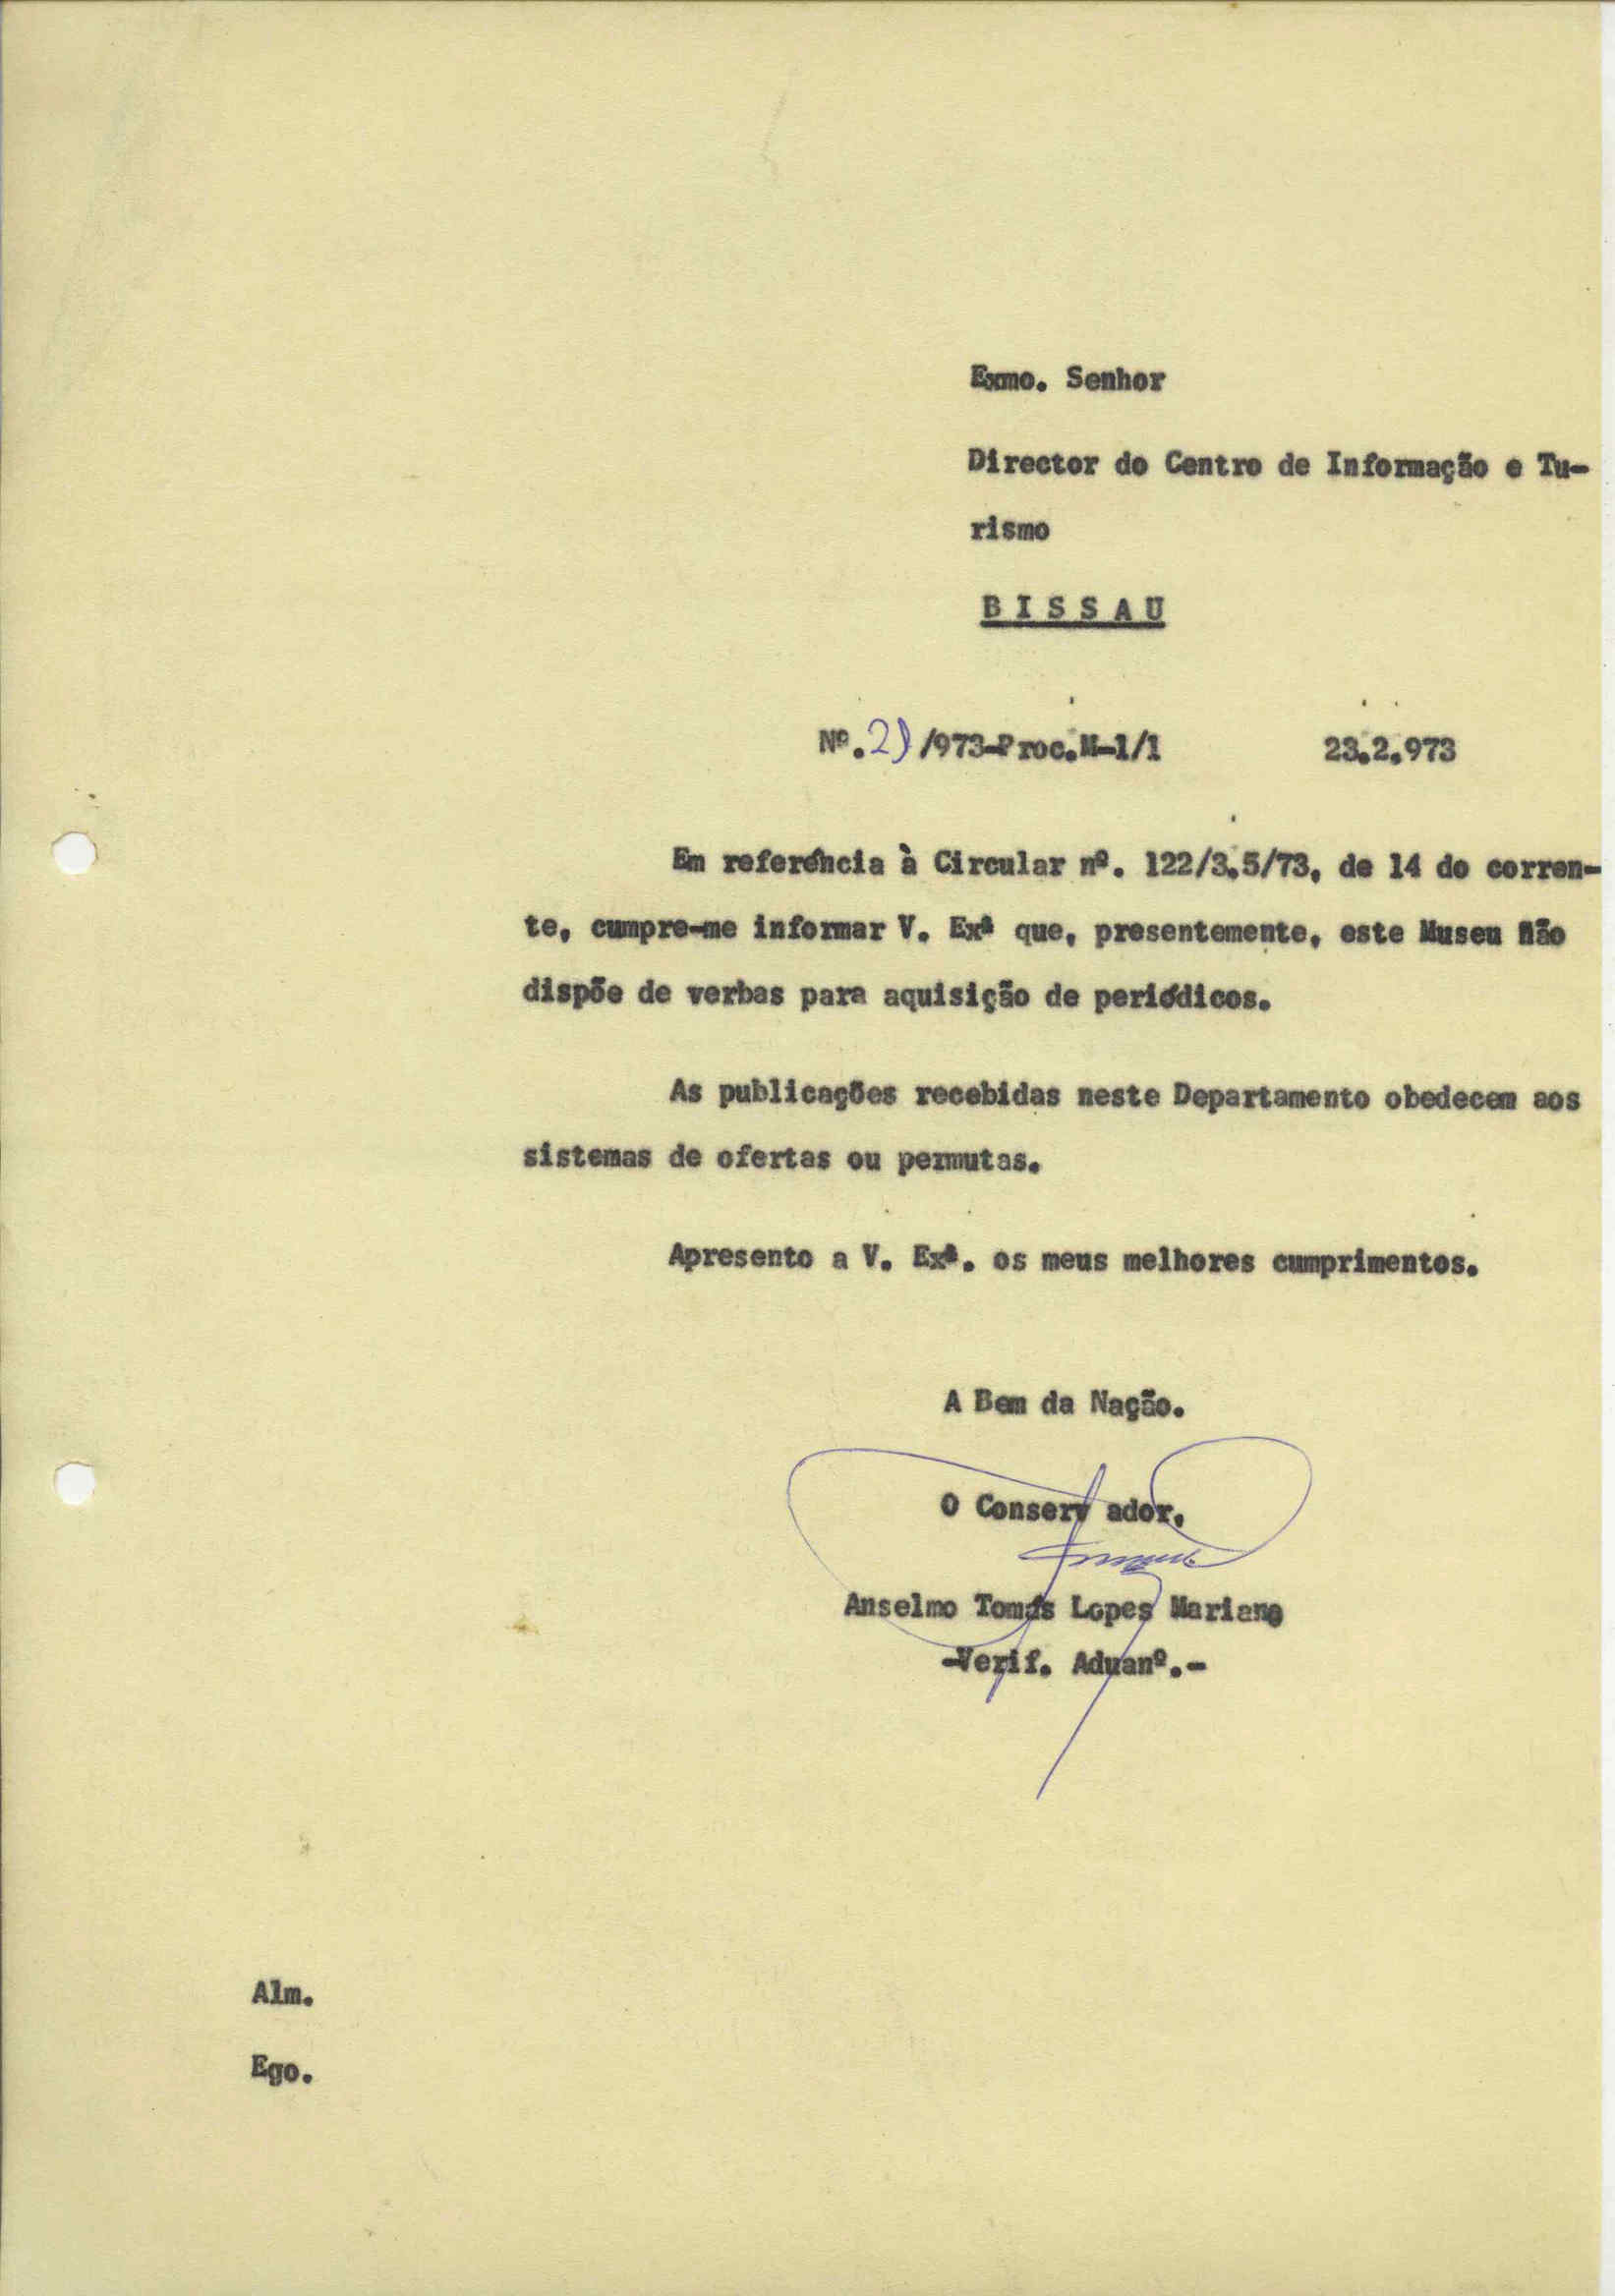 Exmo. Senhor
Director do Centro de Informação e Tu-
rismo
B I S S A U
Nº. /973-Proc.M-1/1 23.2.973
Em referência à Circular nº. 122/3.5/73, de 14 do corren-
te, cumpre-me informar V. Exª que, presentemente, este Museu não
dispõe de verbas para aquisição de periódicos.
As publicações recebidas neste Departamento obedecem aos
sistemas de ofertas ou permutas.
Apresento a V. Exª. os meus melhores cumprimentos.
A Bem da Nação.
O Conserv ador,
Anselmo Tomás Lopes Mariano
-Verif. Aduanº.-
Alm.
Ego.